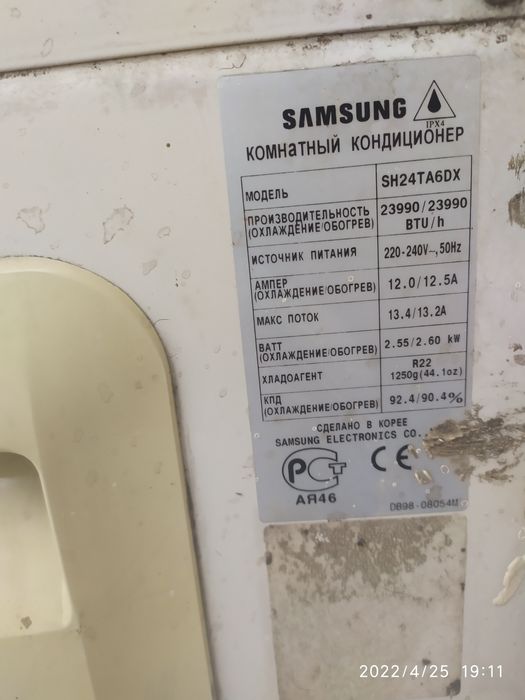 SAMSUNG
IPX4
КОМНАТНЫЙ КОНДИЦИОНЕР
МОДЕЛЬ SH24TA6DX
ПРОИЗВОДИТЕЛЬНОСТЬ 23990/23990
(ОХЛАЖДЕНИЕ/ОБОГРЕВ) BTU/h
ИСТОЧНИК ПИТАНИЯ 220-240V~,50Hz
АМПЕР 12.0/12.5A
(ОХЛАЖДЕНИЕ/ОБОГРЕВ)
МАКС ПОТОК 13.4/13.2A
ВАТТ 2.55/2.60 kW
(ОХЛАЖДЕНИЕ/ОБОГРЕВ)
ХЛАДОАГЕНТ R22
1250g(44.1oz)
КПД 92.4/90.4%
(ОХЛАЖДЕНИЕ/ОБОГРЕВ)
СДЕЛАНО В КОРЕЕ
SAMSUNG ELECTRONICS CO.,
РСТ CE
АЯ46
DB98-08054M
2022/4/25 19:11